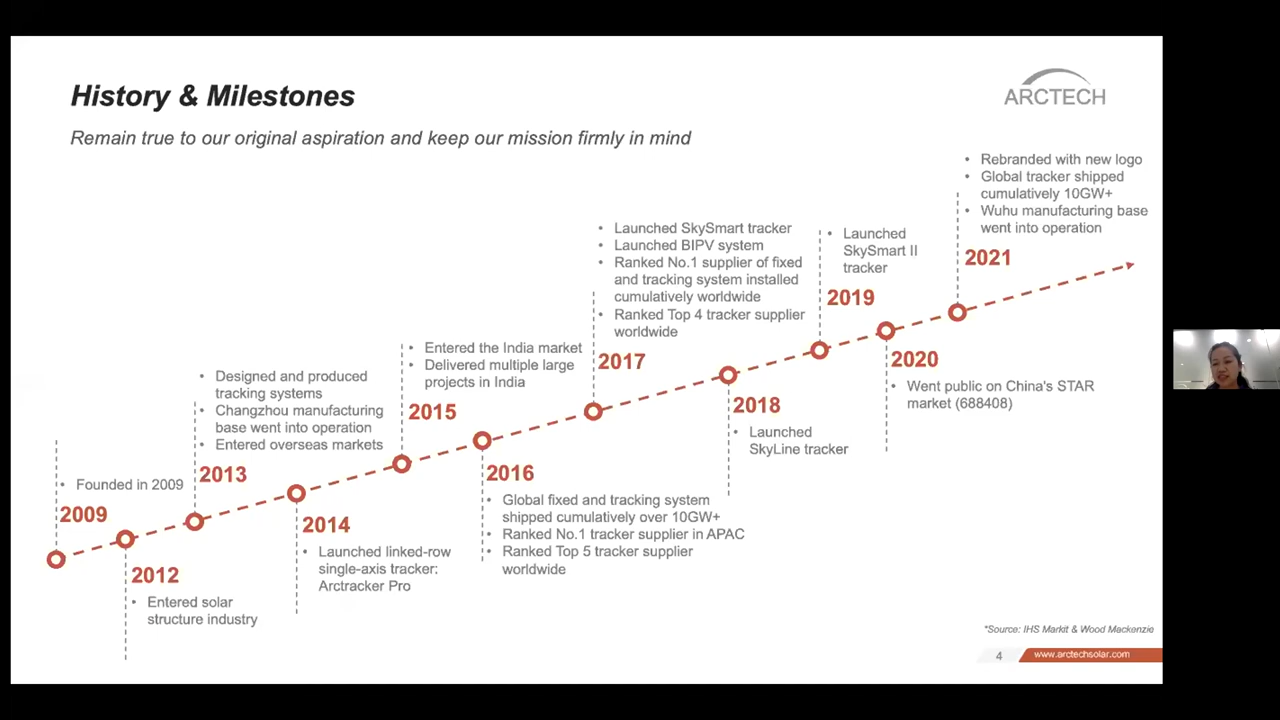 History & Milestones
ARCTECH
Remain true to our original aspiration and keep our mission firmly in mind
• Founded in 2009
2009
2012
• Entered solar
structure industry
• Designed and produced
tracking systems
• Changzhou manufacturing
base went into operation
• Entered overseas markets
2013
2014
• Launched linked-row
single-axis tracker:
Arctracker Pro
• Entered the India market
• Delivered multiple large
projects in India
2015
2016
• Global fixed and tracking system
shipped cumulatively over 10GW+
• Ranked No.1 tracker supplier in APAC
• Ranked Top 5 tracker supplier
worldwide
• Launched SkySmart tracker
• Launched BIPV system
• Ranked No.1 supplier of fixed
and tracking system installed
cumulatively worldwide
• Ranked Top 4 tracker supplier
worldwide
2017
2018
• Launched
SkyLine tracker
• Launched
SkySmart II
tracker
2019
2020
• Went public on China's STAR
market (688408)
• Rebranded with new logo
• Global tracker shipped
cumulatively 10GW+
• Wuhu manufacturing base
went into operation
2021
*Source: IHS Markit & Wood Mackenzie
4
www.arctechsolar.com